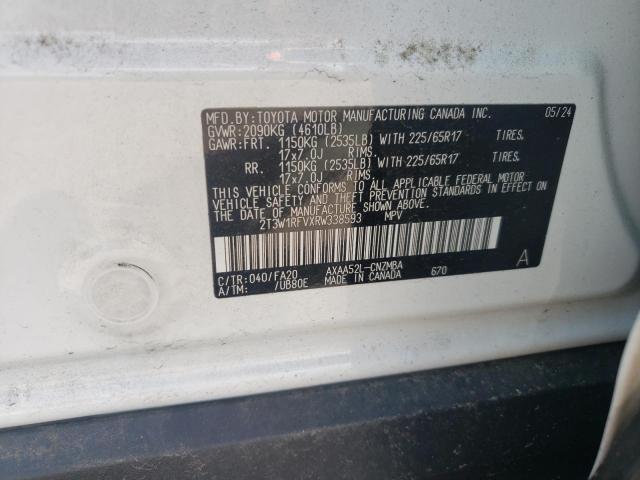 MFD. BY: TOYOTA MOTOR MANUFACTURING CANADA INC. 05/24
GVWR: 2090KG (4610LB)
GAWR: FRT. 1150KG (2535LB) WITH 225/65R17 TIRES.
17x7.0J RIMS.
RR. 1150KG (2535LB) WITH 225/65R17 TIRES.
17x7.0J RIMS.
THIS VEHICLE CONFORMS TO ALL APPLICABLE FEDERAL MOTOR
VEHICLE SAFETY AND THEFT PREVENTION STANDARDS IN EFFECT
ON THE DATE OF MANUFACTURE SHOWN ABOVE.
2T3W1RFVXRW338593 MPV
C/TR: 040/FA20 AXAA52L-CNZMBA 670 A
A/TM: /UB80E MADE IN CANADA